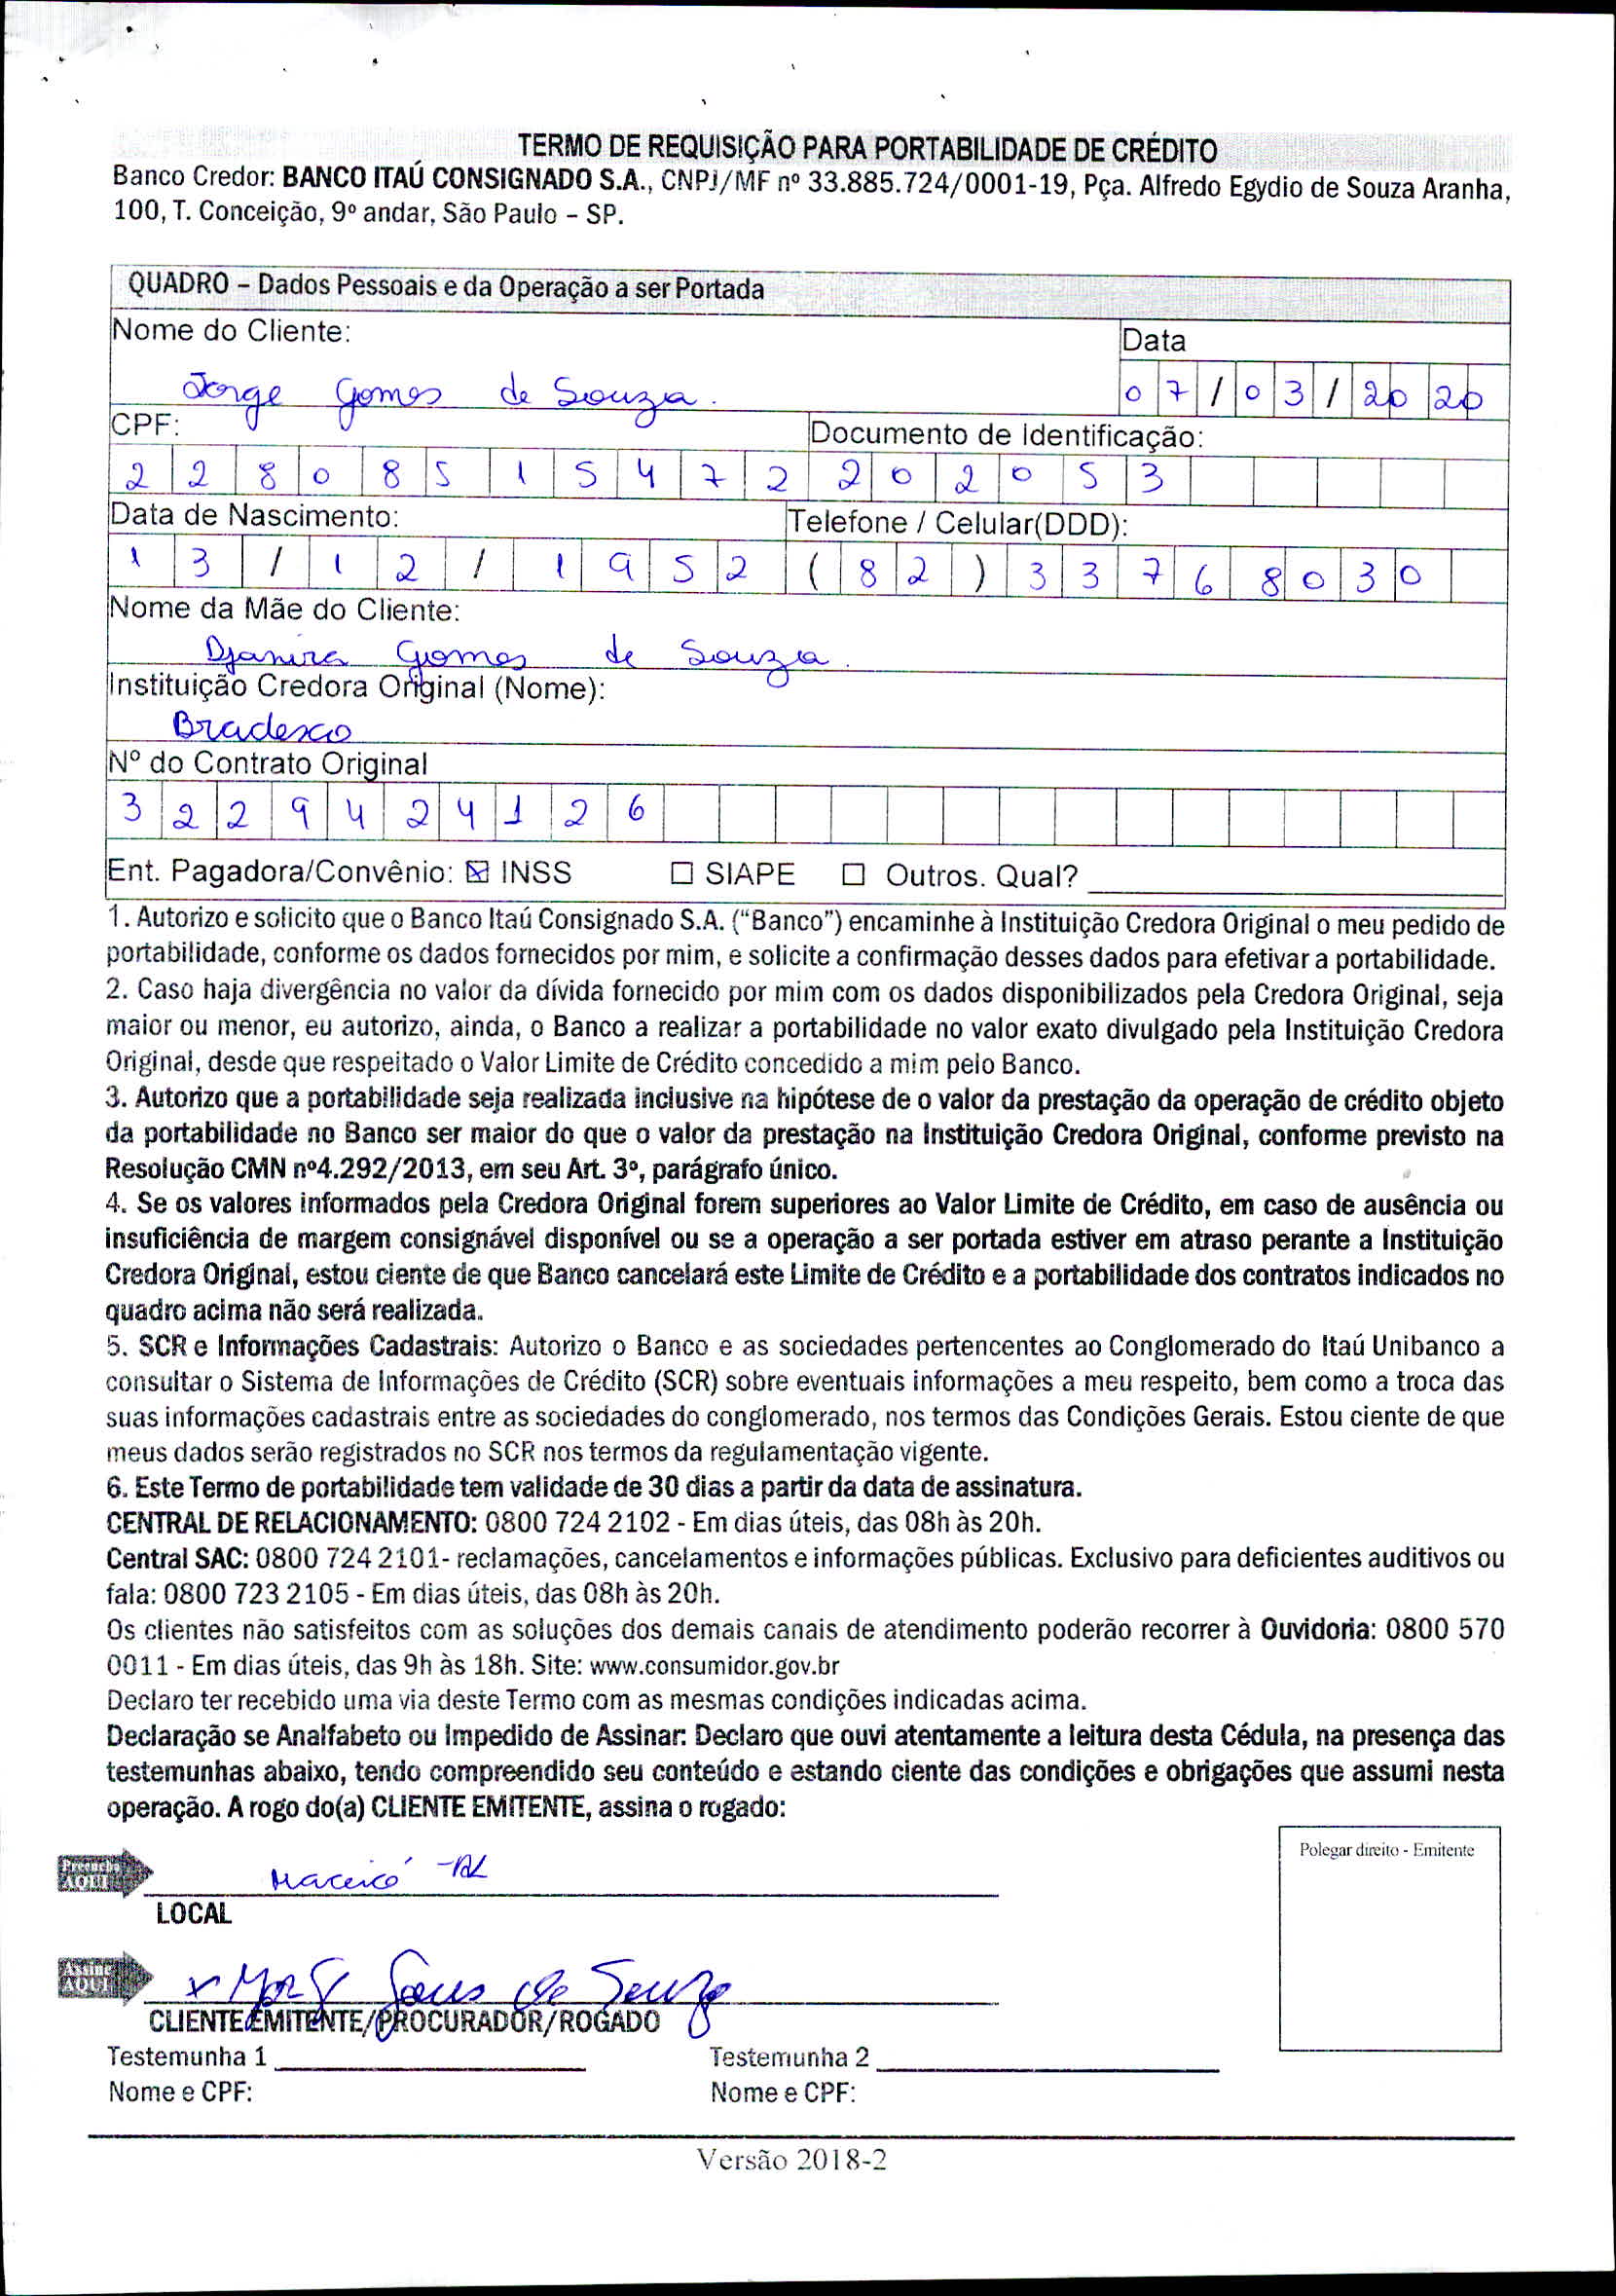 TERMO DE REQUISIÇÃO PARA PORTABILIDADE DE CRÉDITO
Banco Credor: BANCO ITAÚ CONSIGNADO S.A., CNPJ/MF nº 33.885.724/0001-19, Pça. Alfredo Egydio de Souza Aranha,
100, T. Conceição, 9º andar, São Paulo – SP.
QUADRO – Dados Pessoais e da Operação a ser Portada
Nome do Cliente:
Data
Jorge Gomes de Souza.
07/03/2020
CPF:
Documento de Identificação:
22808515472
202053
Data de Nascimento:
Telefone / Celular(DDD):
13/12/1952
(82) 33768030
Nome da Mãe do Cliente:
Djanira Gomes de Souza.
Instituição Credora Original (Nome):
Bradesco
Nº do Contrato Original
3229424126
Ent. Pagadora/Convênio: ☒ INSS ☐ SIAPE ☐ Outros. Qual?
1. Autorizo e solicito que o Banco Itaú Consignado S.A. (“Banco”) encaminhe à Instituição Credora Original o meu pedido de
portabilidade, conforme os dados fornecidos por mim, e solicite a confirmação desses dados para efetivar a portabilidade.
2. Caso haja divergência no valor da dívida fornecido por mim com os dados disponibilizados pela Credora Original, seja
maior ou menor, eu autorizo, ainda, o Banco a realizar a portabilidade no valor exato divulgado pela Instituição Credora
Original, desde que respeitado o Valor Limite de Crédito concedido a mim pelo Banco.
3. Autorizo que a portabilidade seja realizada inclusive na hipótese de o valor da prestação da operação de crédito objeto
da portabilidade no Banco ser maior do que o valor da prestação na Instituição Credora Original, conforme previsto na
Resolução CMN nº4.292/2013, em seu Art. 3º, parágrafo único.
4. Se os valores informados pela Credora Original forem superiores ao Valor Limite de Crédito, em caso de ausência ou
insuficiência de margem consignável disponível ou se a operação a ser portada estiver em atraso perante a Instituição
Credora Original, estou ciente de que Banco cancelará este Limite de Crédito e a portabilidade dos contratos indicados no
quadro acima não será realizada.
5. SCR e Informações Cadastrais: Autorizo o Banco e as sociedades pertencentes ao Conglomerado do Itaú Unibanco a
consultar o Sistema de Informações de Crédito (SCR) sobre eventuais informações a meu respeito, bem como a troca das
suas informações cadastrais entre as sociedades do conglomerado, nos termos das Condições Gerais. Estou ciente de que
meus dados serão registrados no SCR nos termos da regulamentação vigente.
6. Este Termo de portabilidade tem validade de 30 dias a partir da data de assinatura.
CENTRAL DE RELACIONAMENTO: 0800 724 2102 - Em dias úteis, das 08h às 20h.
Central SAC: 0800 724 2101- reclamações, cancelamentos e informações públicas. Exclusivo para deficientes auditivos ou
fala: 0800 723 2105 - Em dias úteis, das 08h às 20h.
Os clientes não satisfeitos com as soluções dos demais canais de atendimento poderão recorrer à Ouvidoria: 0800 570
0011 - Em dias úteis, das 9h às 18h. Site: www.consumidor.gov.br
Declaro ter recebido uma via deste Termo com as mesmas condições indicadas acima.
Declaração se Analfabeto ou Impedido de Assinar: Declaro que ouvi atentamente a leitura desta Cédula, na presença das
testemunhas abaixo, tendo compreendido seu conteúdo e estando ciente das condições e obrigações que assumi nesta
operação. A rogo do(a) CLIENTE EMITENTE, assina o rogado:
Polegar direito - Emitente
Preencha
AQUI
Maceió -AL
LOCAL
Assine
AQUI
x de Souza
CLIENTE EMITENTE/PROCURADOR/ROGADO
Testemunha 1
Testemunha 2
Nome e CPF:
Nome e CPF:
Versão 2018-2